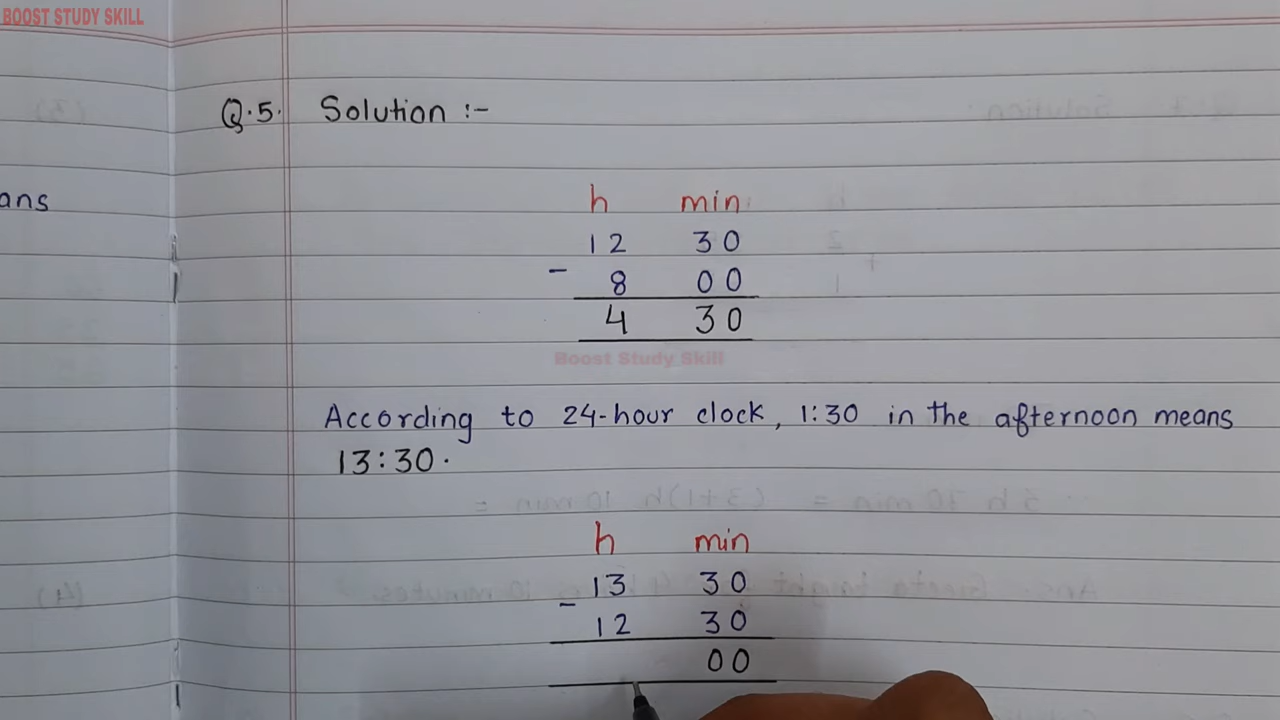 BOOST STUDY SKILL
ans
Q.5. Solution :-
h min
12 30
- 8 00
4 30
Boost Study Skill
According to 24-hour clock, 1:30 in the afternoon means
13:30.
h min
13 30
- 12 30
00